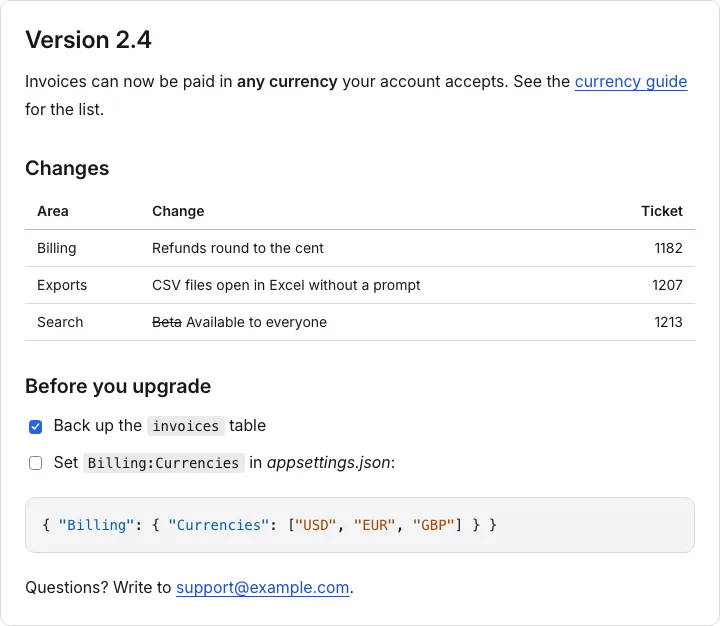 Version 2.4
Invoices can now be paid in any currency your account accepts. See the currency guide
for the list.
Changes
Area Change Ticket
Billing Refunds round to the cent 1182
Exports CSV files open in Excel without a prompt 1207
Search Beta Available to everyone 1213
Before you upgrade
Back up the invoices table
Set Billing:Currencies in appsettings.json:
{ "Billing": { "Currencies": ["USD", "EUR", "GBP"] } }
Questions? Write to support@example.com.